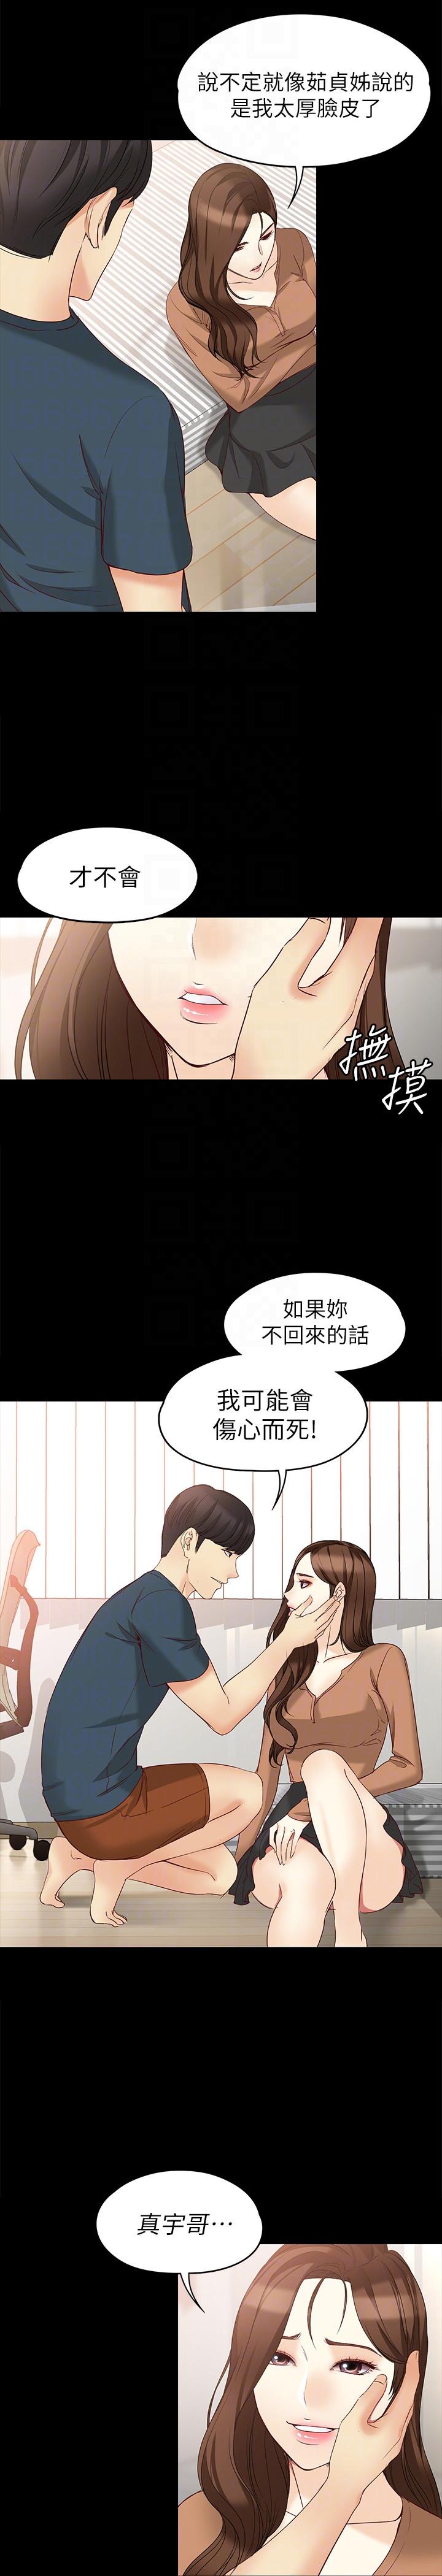 說不定就像茹貞姊說的
是我太厚臉皮了
才不會
撫摸
如果妳
不回來的話
我可能會
傷心而死!
真宇哥…